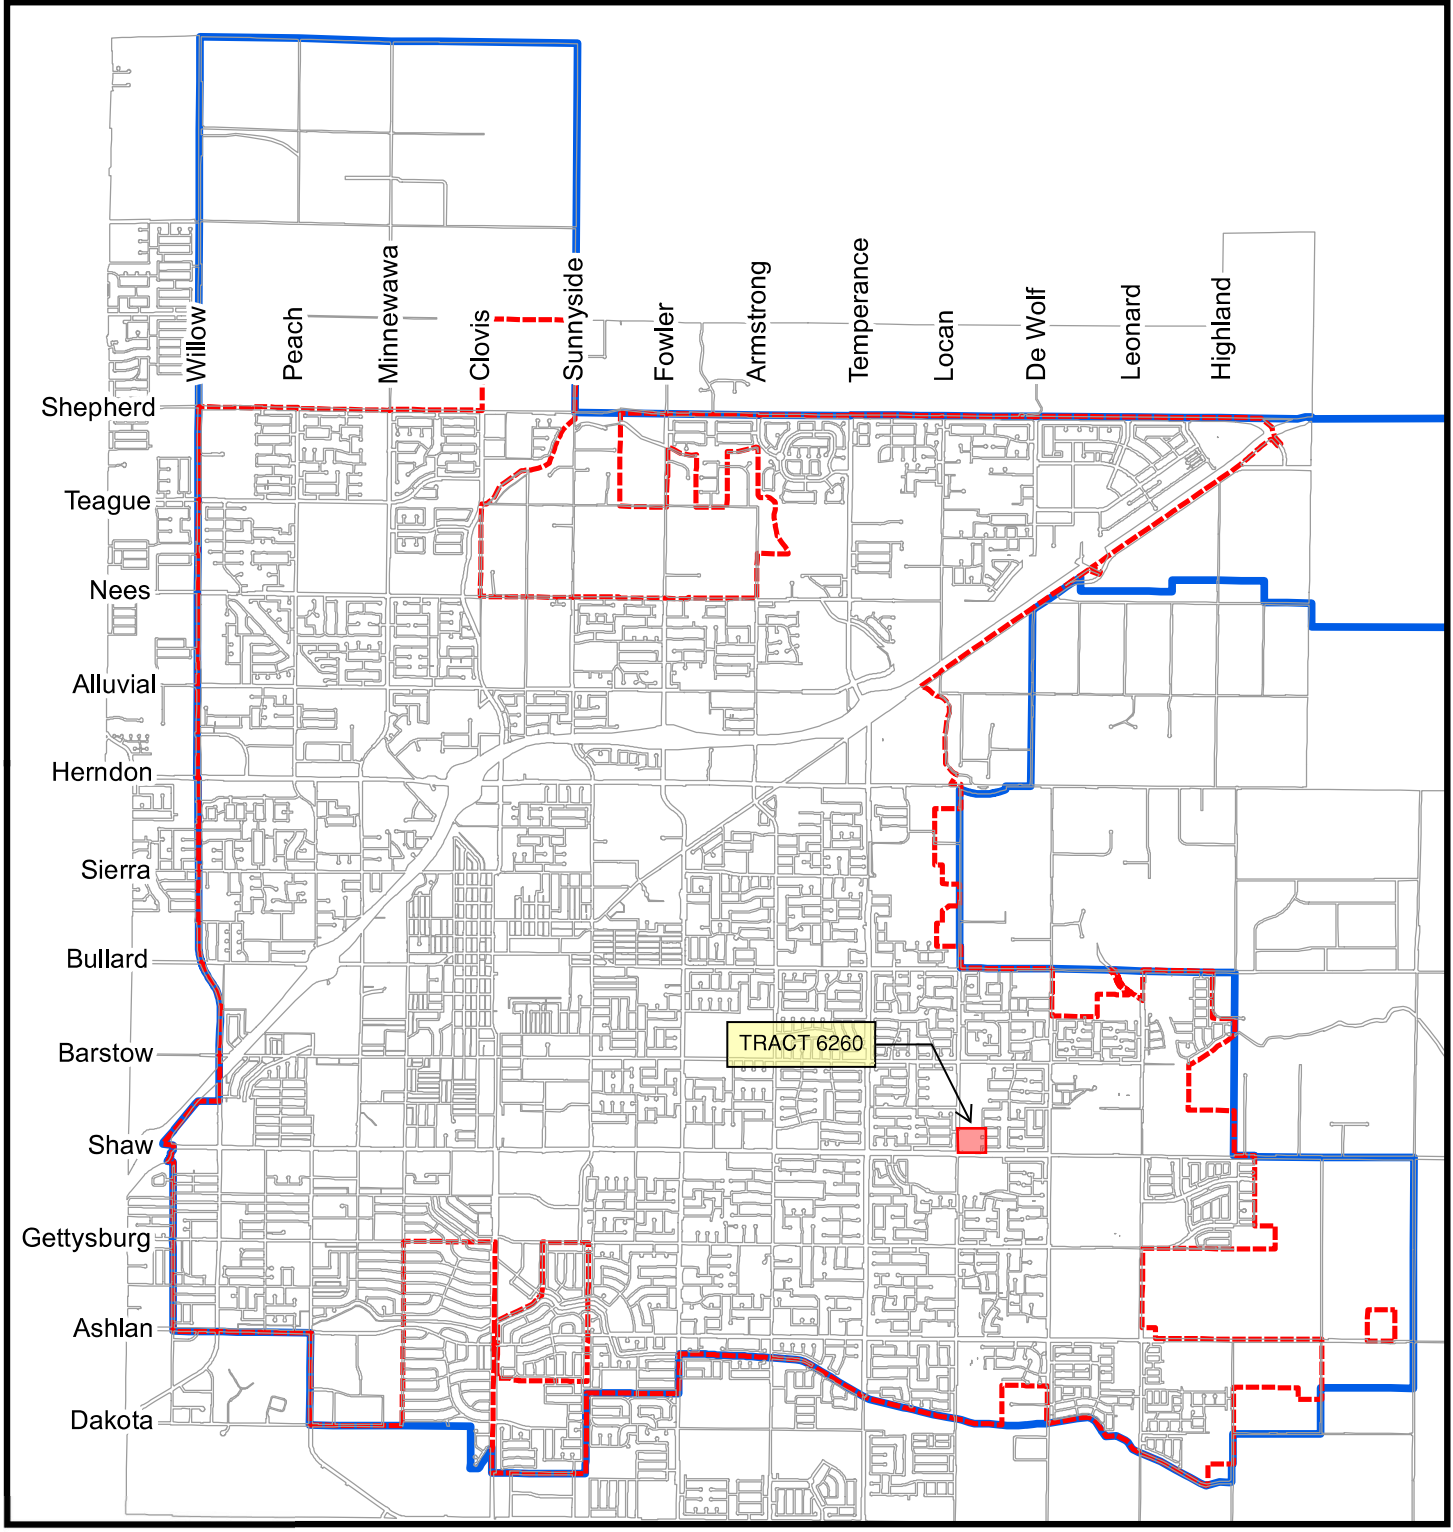 Willow
Peach
Minnewawa
Clovis
Sunnyside
Fowler
Armstrong
Temperance
Locan
De Wolf
Leonard
Highland
Shepherd
Teague
Nees
Alluvial
Herndon
Sierra
Bullard
Barstow
TRACT 6260
Shaw
Gettysburg
Ashlan
Dakota